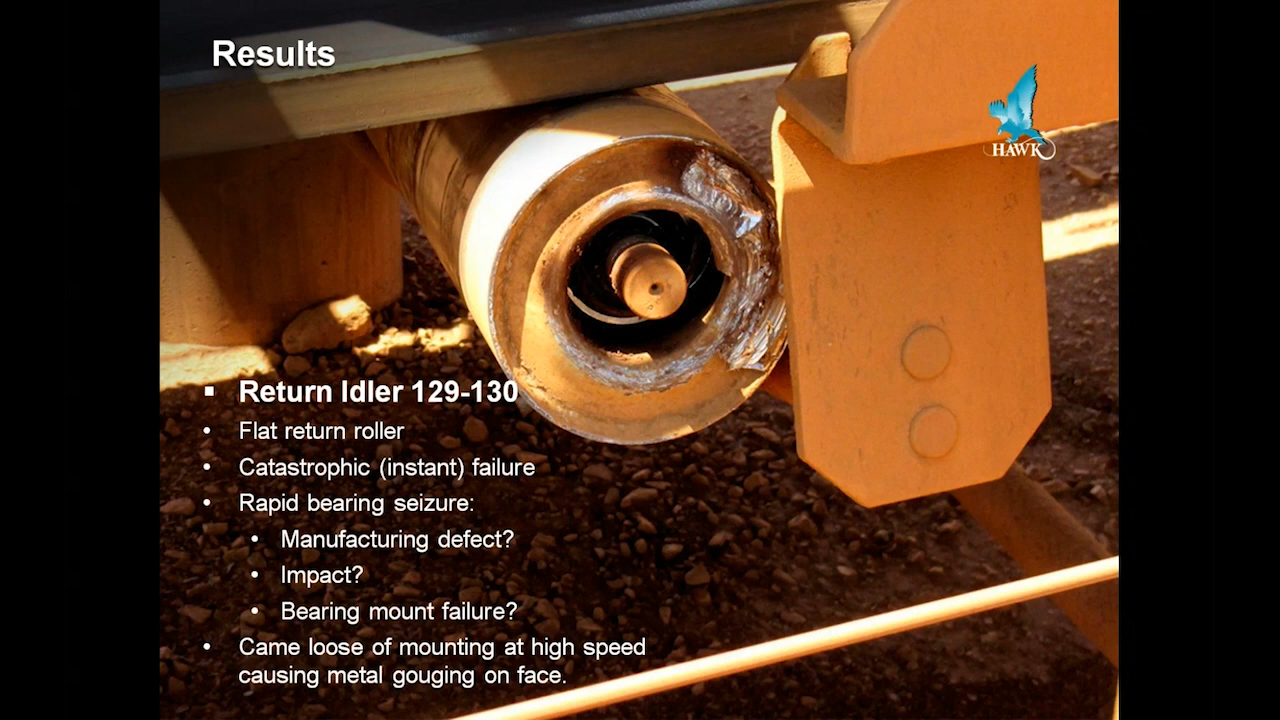 Results
HAWK
▪ Return Idler 129-130
• Flat return roller
• Catastrophic (instant) failure
• Rapid bearing seizure:
• Manufacturing defect?
• Impact?
• Bearing mount failure?
• Came loose of mounting at high speed
causing metal gouging on face.